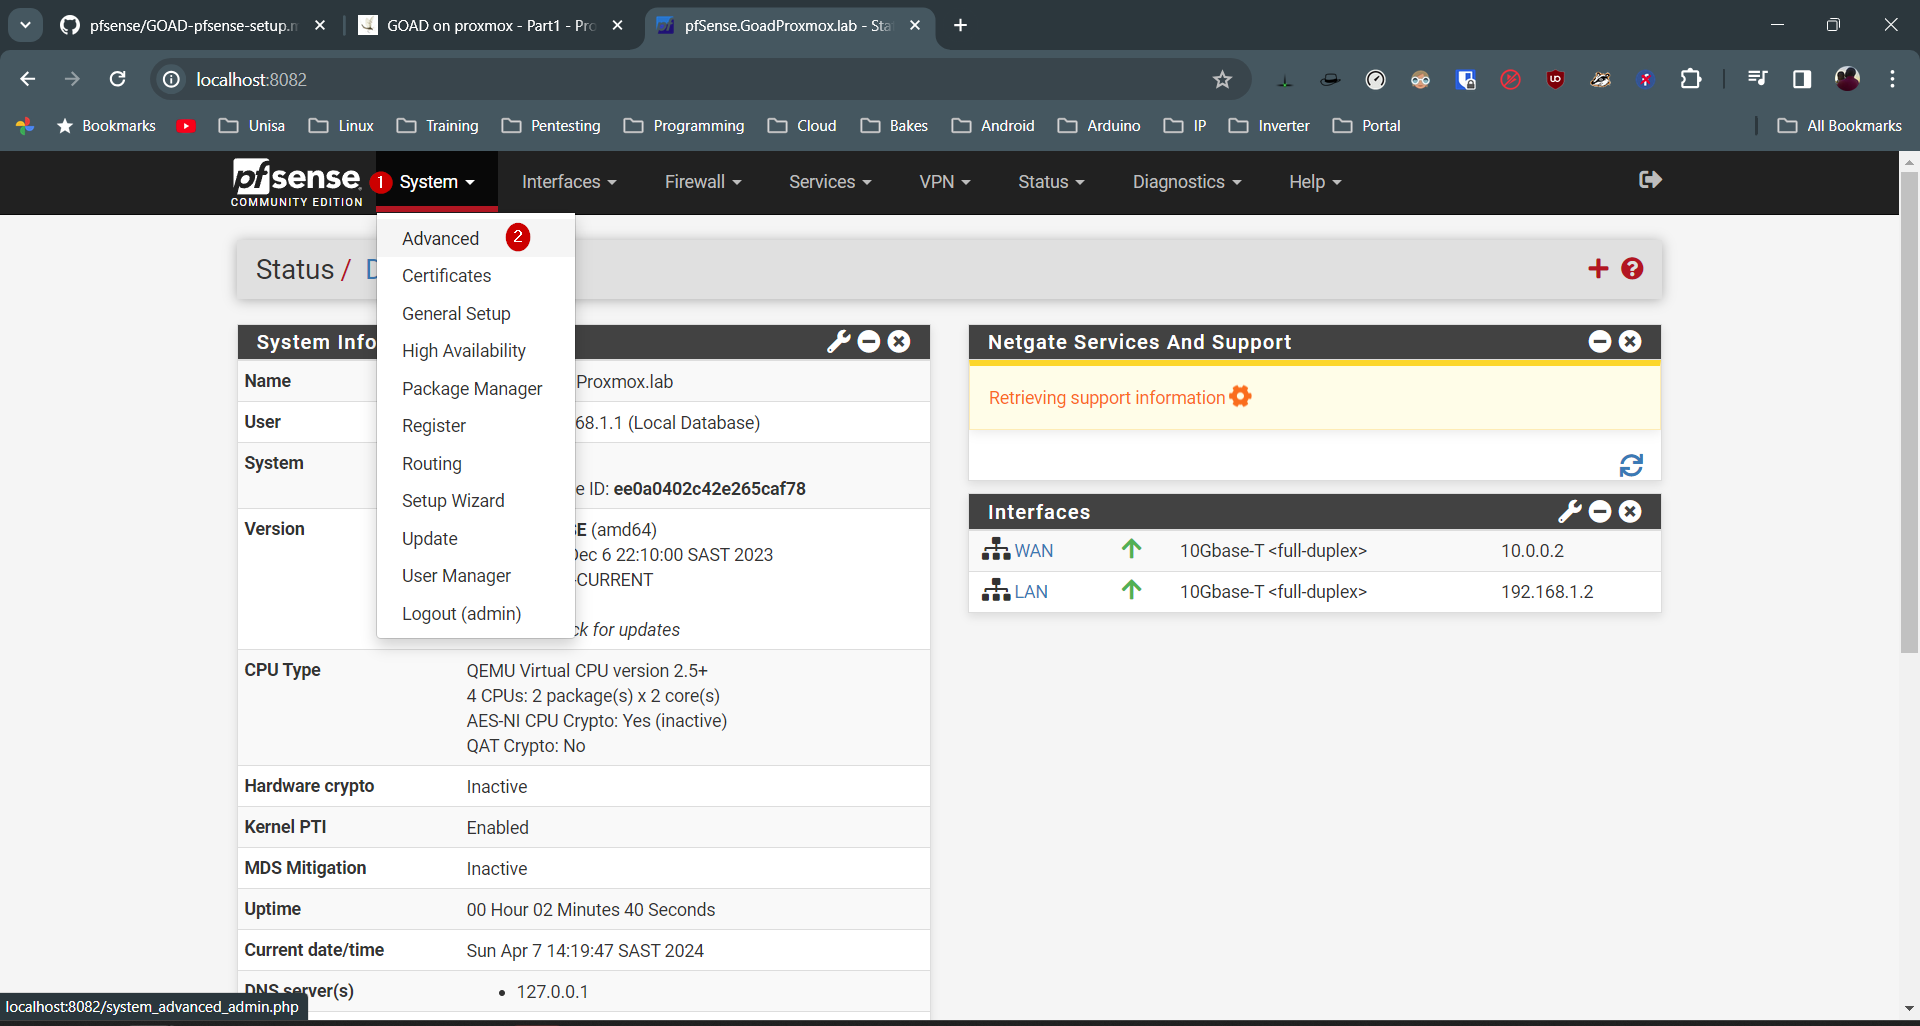 pfsense/GOAD-pfsense-setup.m
GOAD on proxmox - Part1 - Pro
pfSense.GoadProxmox.lab - Sta
localhost:8082
Bookmarks
Unisa
Linux
Training
Pentesting
Programming
Cloud
Bakes
Android
Arduino
IP
Inverter
Portal
All Bookmarks
pfsense
COMMUNITY EDITION
1
System
Interfaces
Firewall
Services
VPN
Status
Diagnostics
Help
Advanced
2
Certificates
General Setup
High Availability
Package Manager
Register
Routing
Setup Wizard
Update
User Manager
Logout (admin)
Status / D
System Info
Name
Proxmox.lab
User
68.1.1 (Local Database)
System
e ID: ee0a0402c42e265caf78
Version
E (amd64)
Dec 6 22:10:00 SAST 2023
-CURRENT
ck for updates
CPU Type
QEMU Virtual CPU version 2.5+
4 CPUs: 2 package(s) x 2 core(s)
AES-NI CPU Crypto: Yes (inactive)
QAT Crypto: No
Hardware crypto
Inactive
Kernel PTI
Enabled
MDS Mitigation
Inactive
Uptime
00 Hour 02 Minutes 40 Seconds
Current date/time
Sun Apr 7 14:19:47 SAST 2024
DNS server(s)
• 127.0.0.1
Netgate Services And Support
Retrieving support information
Interfaces
WAN
10Gbase-T <full-duplex>
10.0.0.2
LAN
10Gbase-T <full-duplex>
192.168.1.2
localhost:8082/system_advanced_admin.php